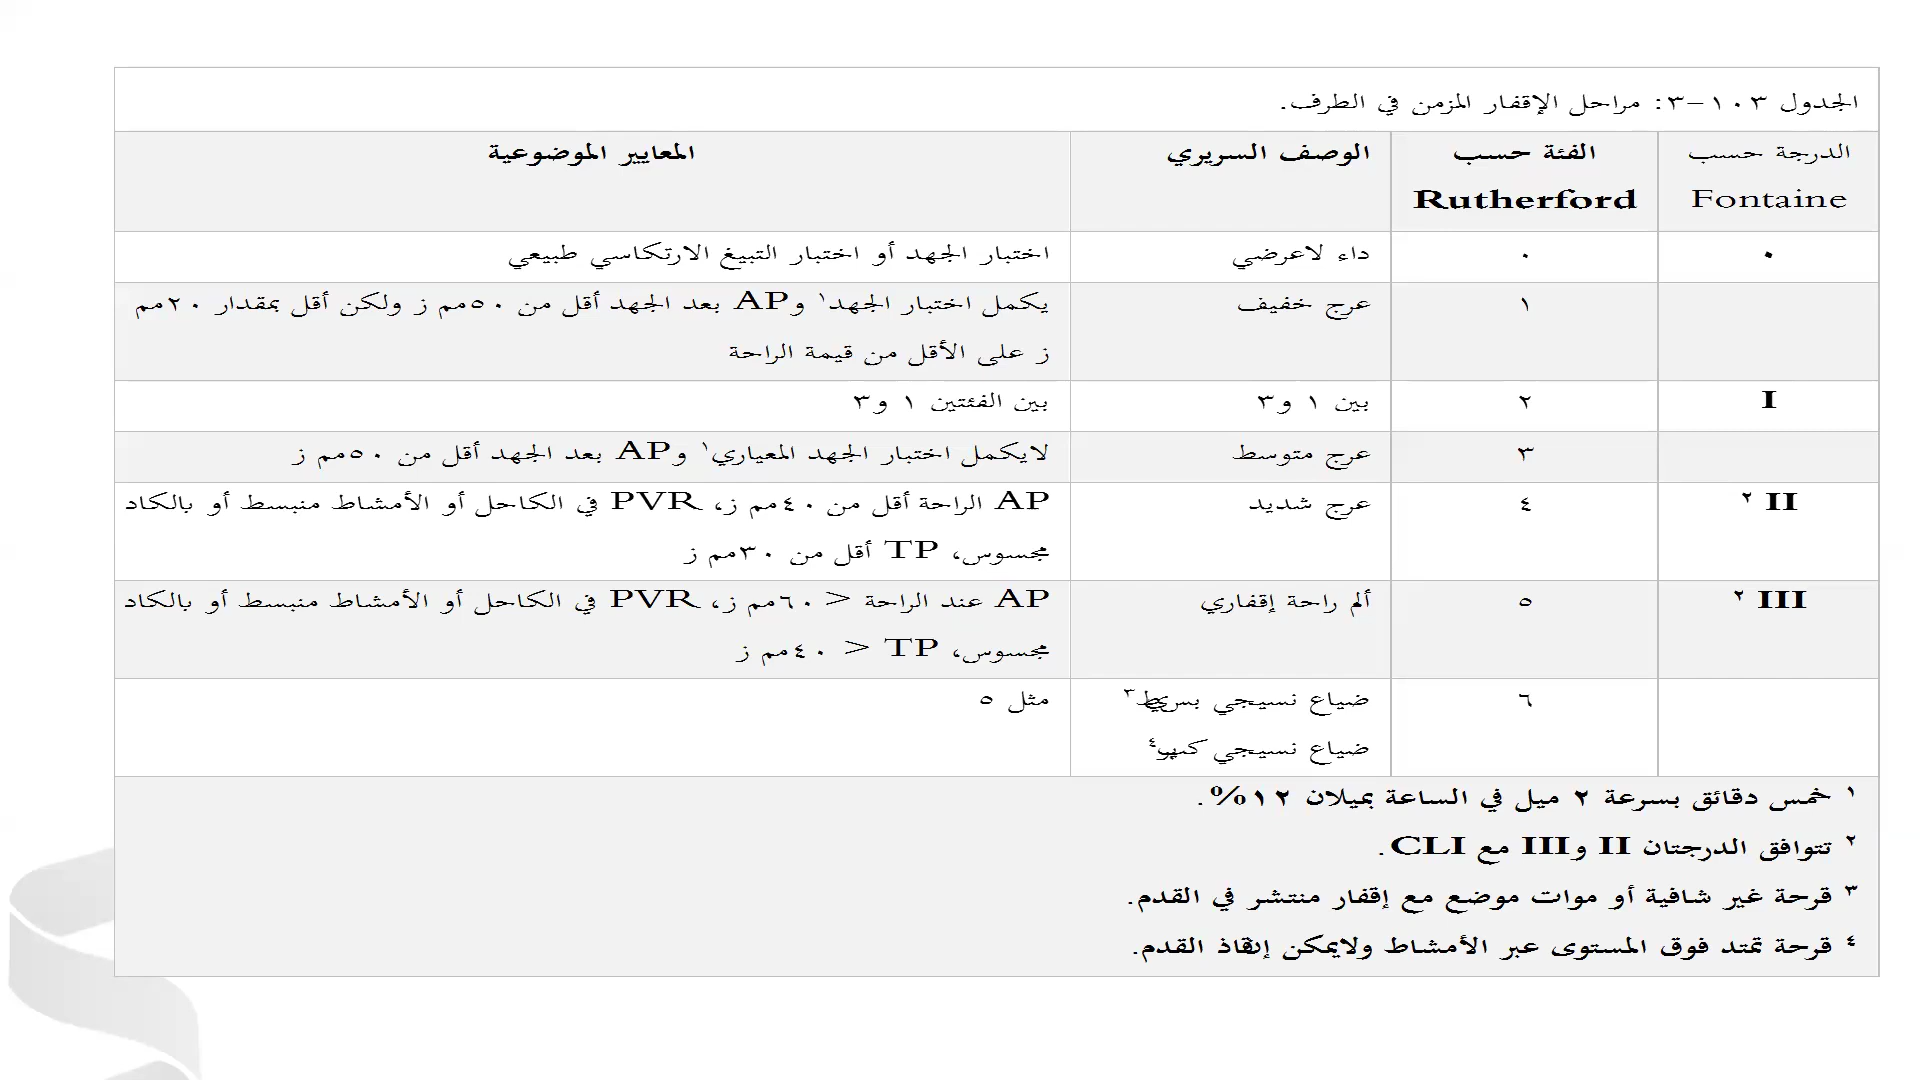 الجدول ١٠٣-٣: مراحل الإقفار المزمن في الطرف.
الدرجة حسب Fontaine
الفئة حسب Rutherford
الوصف السريري
المعايير الموضوعية
٠
٠
داء لاعرضي
اختبار الجهد أو اختبار التبيغ الارتكاسي طبيعي
١
عرج خفيف
يكمل اختبار الجهد١ وAP بعد الجهد أقل من ٥٠مم ز ولكن أقل بمقدار ٢٠مم
ز على الأقل من قيمة الراحة
I
٢
بين ١ و٣
بين الفئتين ١ و٣
٣
عرج متوسط
لايكمل اختبار الجهد المعياري١ وAP بعد الجهد أقل من ٥٠مم ز
II ٢
٤
عرج شديد
AP الراحة أقل من ٤٠مم ز، PVR في الكاحل أو الأمشاط منبسط أو بالكاد
مجسوس، TP أقل من ٣٠مم ز
III ٢
٥
ألم راحة إقفاري
AP عند الراحة < ٦٠مم ز، PVR في الكاحل أو الأمشاط منبسط أو بالكاد
مجسوس، TP < ٤٠مم ز
٦
ضياع نسيجي بسيط٣
ضياع نسيجي كبير٤
مثل ٥
١ خمس دقائق بسرعة ٢ ميل في الساعة بميلان ١٢%.
٢ تتوافق الدرجتان II وIII مع CLI.
٣ قرحة غير شافية أو موات موضع مع إقفار منتشر في القدم.
٤ قرحة تمتد فوق المستوى عبر الأمشاط ولايمكن إنقاذ القدم.